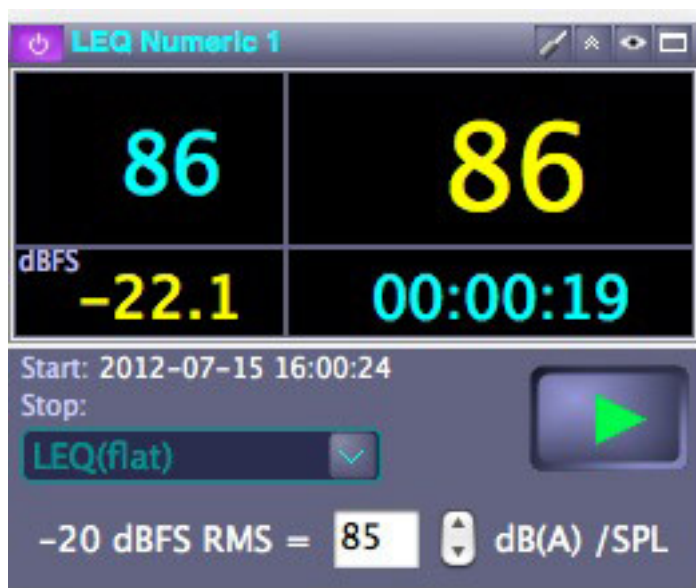 LEQ Numeric 1
86 86
dBFS
-22.1 00:00:19
Start: 2012-07-15 16:00:24
Stop:
LEQ(flat)
-20 dBFS RMS = 85 dB(A) /SPL